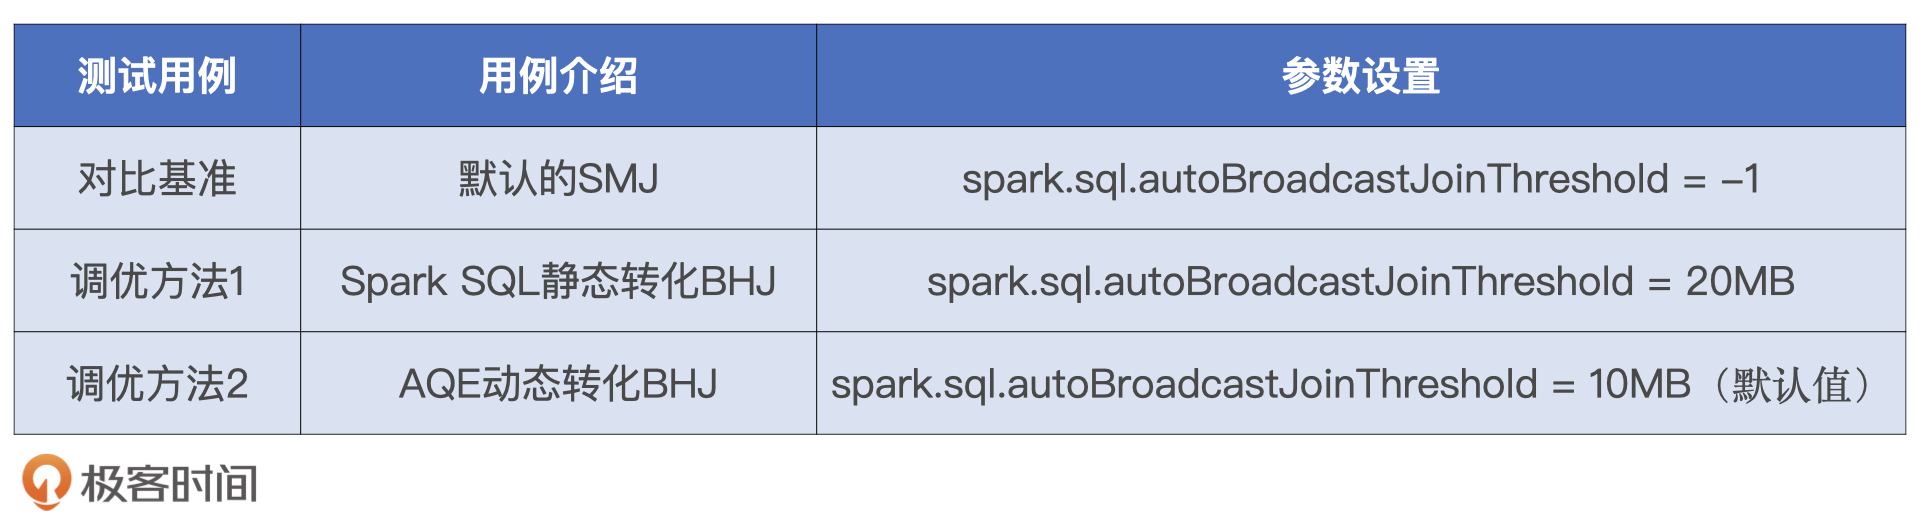 测试用例 用例介绍 参数设置
对比基准 默认的SMJ spark.sql.autoBroadcastJoinThreshold = –1
调优方法1 Spark SQL静态转化BHJ spark.sql.autoBroadcastJoinThreshold = 20MB
调优方法2 AQE动态转化BHJ spark.sql.autoBroadcastJoinThreshold = 10MB（默认值）
极客时间